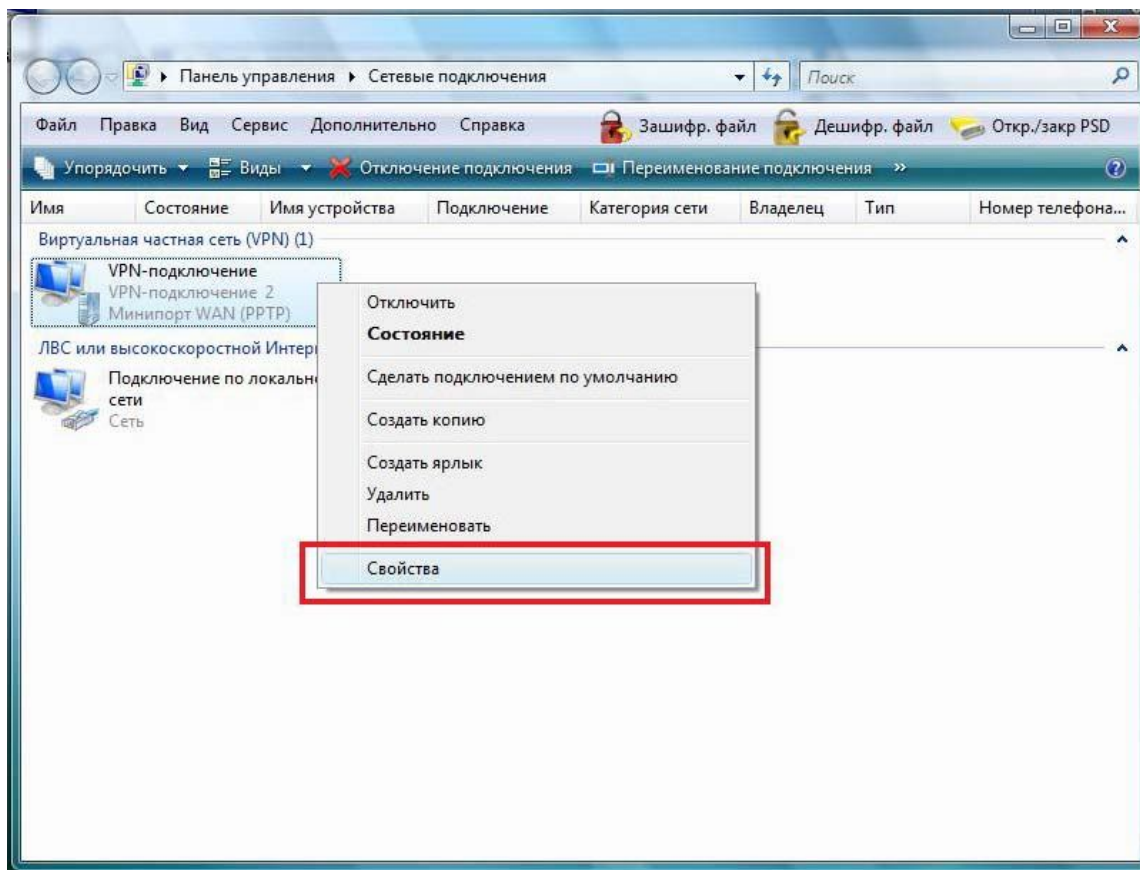 Панель управления Сетевые подключения Поиск
Файл Правка Вид Сервис Дополнительно Справка Зашифр. файл Дешифр. файл Откр./закр PSD
Упорядочить Виды Отключение подключения Переименование подключения »
Имя Состояние Имя устройства Подключение Категория сети Владелец Тип Номер телефона...
Виртуальная частная сеть (VPN) (1)
VPN-подключение
VPN-подключение 2
Минипорт WAN (PPTP)
ЛВС или высокоскоростной Интер
Подключение по локальн
сети
Сеть
Отключить
Состояние
Сделать подключением по умолчанию
Создать копию
Создать ярлык
Удалить
Переименовать
Свойства